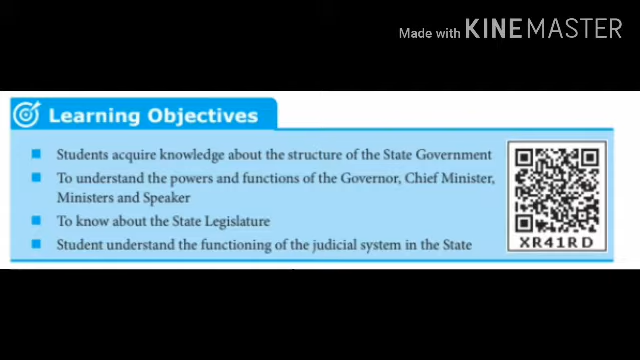 Made with KINEMASTER
Learning Objectives
Students acquire knowledge about the structure of the State Government
To understand the powers and functions of the Governor, Chief Minister,
Ministers and Speaker
To know about the State Legislature
Student understand the functioning of the judicial system in the State
XR41RD